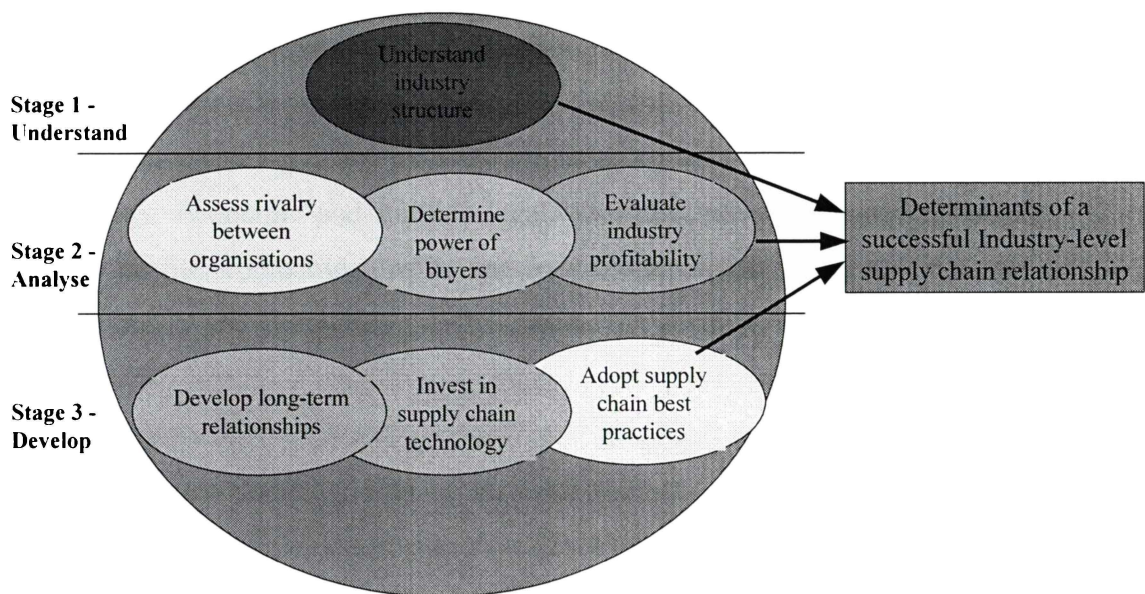 Understand
industry
structure
Stage 1 -
Understand
Assess rivalry
between
organisations
Determine
power of
buyers
Evaluate
industry
profitability
Stage 2 -
Analyse
Determinants of a
successful Industry-level
supply chain relationship
Develop long-term
relationships
Invest in
supply chain
technology
Adopt supply
chain best
practices
Stage 3 -
Develop